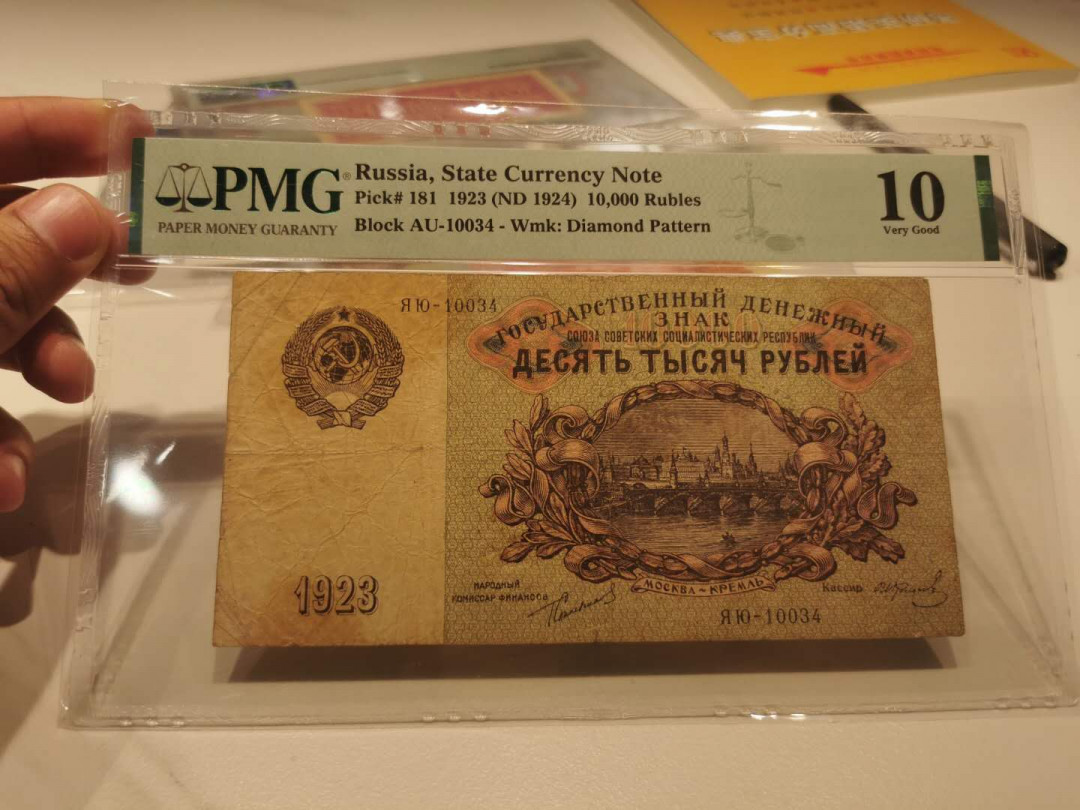 PMG®
PAPER MONEY GUARANTY
Russia, State Currency Note
Pick# 181 1923 (ND 1924) 10,000 Rubles
Block AU-10034 - Wmk: Diamond Pattern
10
Very Good
ЯЮ-10034
ГОСУДАРСТВЕННЫЙ ДЕНЕЖНЫЙ
ЗНАК
СОЮЗА СОВЕТСКИХ СОЦИАЛИСТИЧЕСКИХ РЕСПУБЛИК
ДЕСЯТЬ ТЫСЯЧ РУБЛЕЙ
1923
НАРОДНЫЙ
КОМИССАР ФИНАНСОВ
МОСКВА~КРЕМЛЬ
Кассир
ЯЮ-10034